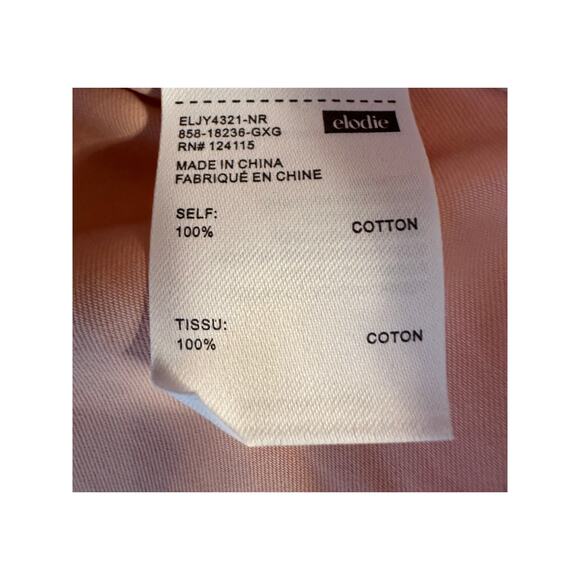 ELJY4321-NR
elodie
858-18236-GXG
RN# 124115
MADE IN CHINA
FABRIQUÉ EN CHINE
SELF:
100% COTTON
TISSU:
100% COTON